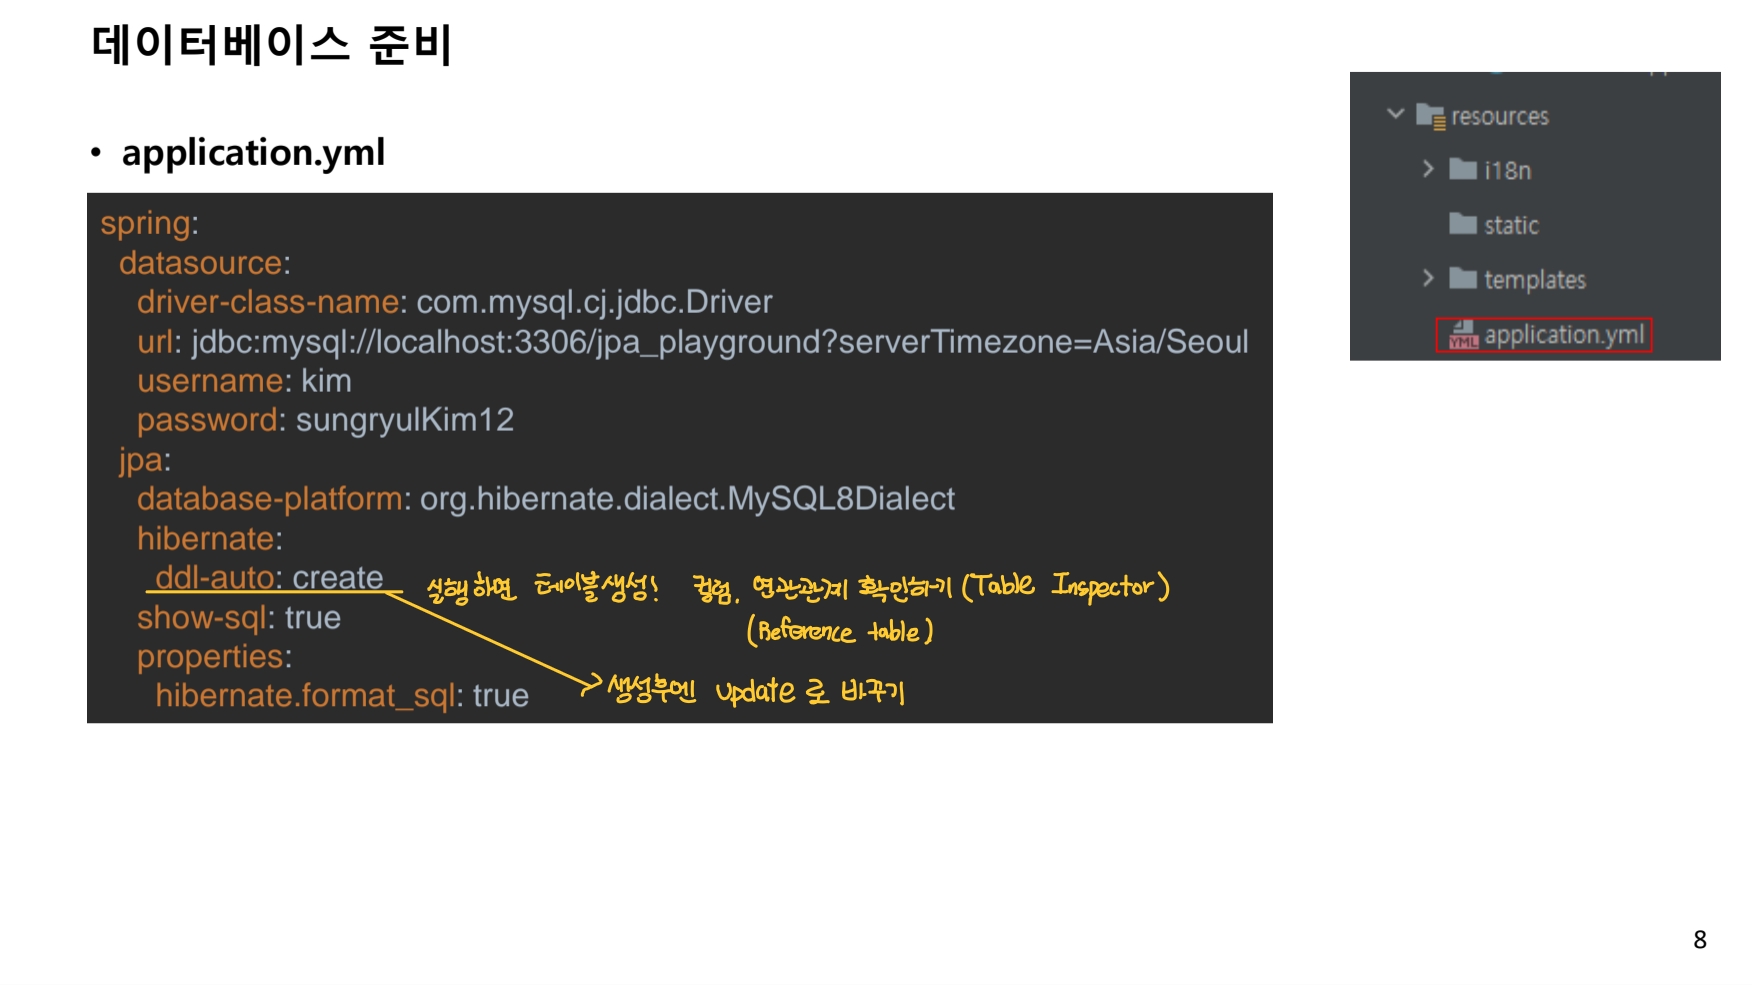 데이터베이스 준비
• application.yml
spring:
datasource:
driver-class-name: com.mysql.cj.jdbc.Driver
url: jdbc:mysql://localhost:3306/jpa_playground?serverTimezone=Asia/Seoul
username: kim
password: sungryulKim12
jpa:
database-platform: org.hibernate.dialect.MySQL8Dialect
hibernate:
ddl-auto: create 실행하면 테이블생성! 컬럼, 연관관계 확인하기 (Table Inspector)
(Reference table)
show-sql: true
properties:
hibernate.format_sql: true
생성후엔 update로 바꾸기
resources
i18n
static
templates
application.yml
8